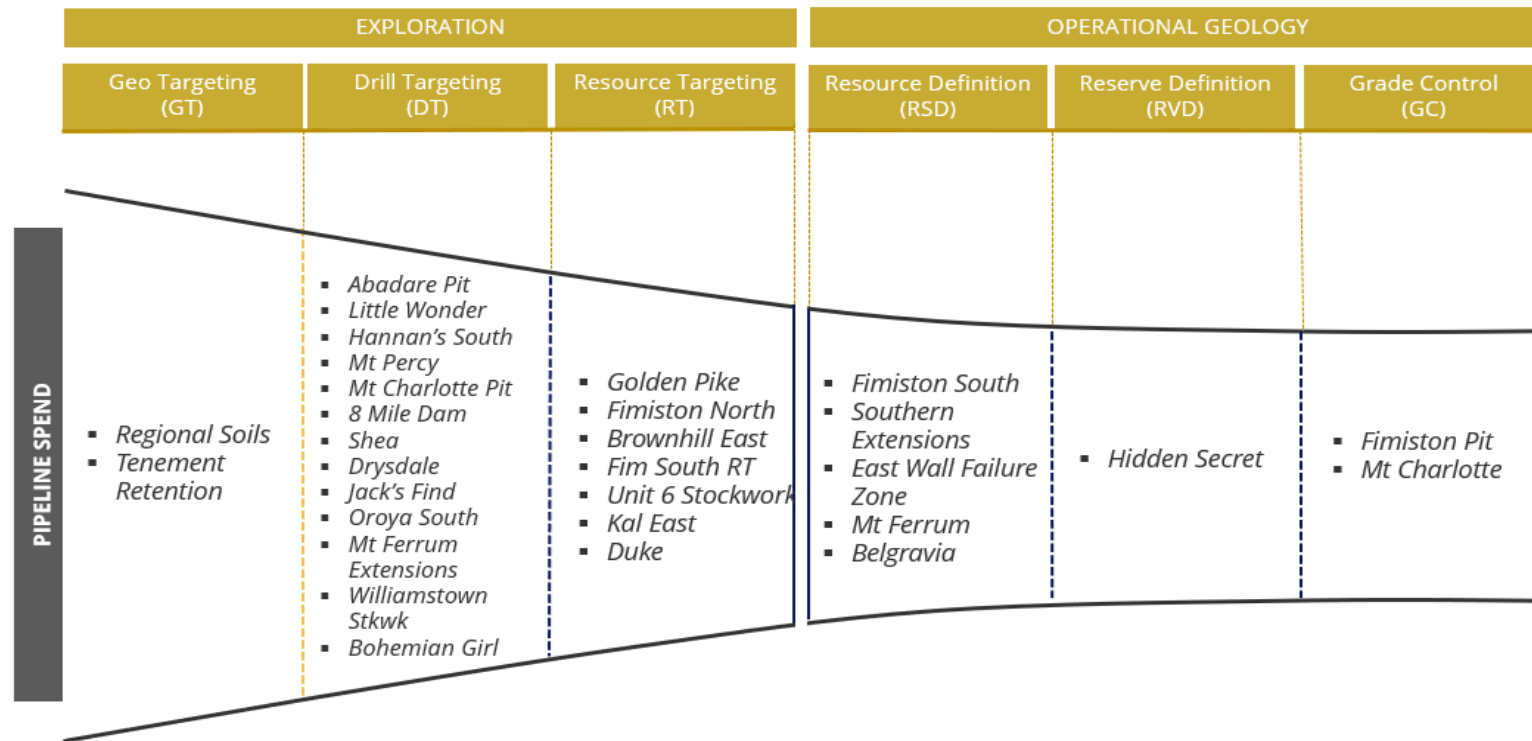 EXPLORATION
OPERATIONAL GEOLOGY
Geo Targeting
(GT)
Drill Targeting
(DT)
Resource Targeting
(RT)
Resource Definition
(RSD)
Reserve Definition
(RVD)
Grade Control
(GC)
PIPELINE SPEND
▪ Regional Soils
▪ Tenement
Retention
▪ Abadare Pit
▪ Little Wonder
▪ Hannan’s South
▪ Mt Percy
▪ Mt Charlotte Pit
▪ 8 Mile Dam
▪ Shea
▪ Drysdale
▪ Jack’s Find
▪ Oroya South
▪ Mt Ferrum
Extensions
▪ Williamstown
Stkwk
▪ Bohemian Girl
▪ Golden Pike
▪ Fimiston North
▪ Brownhill East
▪ Fim South RT
▪ Unit 6 Stockwork
▪ Kal East
▪ Duke
▪ Fimiston South
▪ Southern
Extensions
▪ East Wall Failure
Zone
▪ Mt Ferrum
▪ Belgravia
▪ Hidden Secret
▪ Fimiston Pit
▪ Mt Charlotte